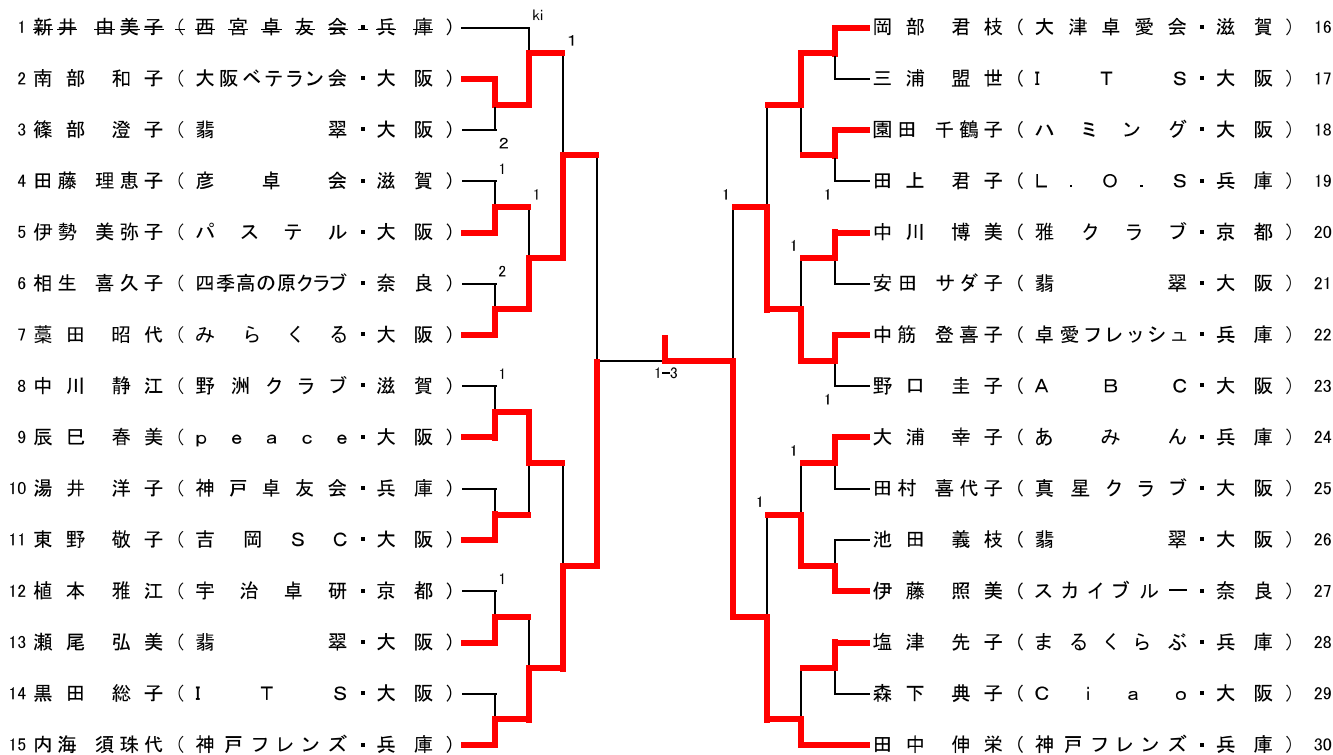 ki
1 新井 由美子 ( 西宮卓友会・兵庫 )
岡部 君枝 ( 大津卓愛会・滋賀 ) 16
1
2 南部 和子 ( 大阪ベテラン会・大阪 )
三浦 盟世 ( ITS・大阪 ) 17
3 篠部 澄子 ( 翡翠・大阪 )
園田 千鶴子 ( ハミング・大阪 ) 18
2
1
4 田藤 理恵子 ( 彦卓会・滋賀 )
田上 君子 ( L.O.S・兵庫 ) 19
1
1
1
5 伊勢 美弥子 ( パステル・大阪 )
中川 博美 ( 雅クラブ・京都 ) 20
1
2
6 相生 喜久子 ( 四季高の原クラブ・奈良 )
安田 サダ子 ( 翡翠・大阪 ) 21
7 藁田 昭代 ( みらくる・大阪 )
中筋 登喜子 ( 卓愛フレッシュ・兵庫 ) 22
1-3
1
8 中川 静江 ( 野洲クラブ・滋賀 )
野口 圭子 ( ABC・大阪 ) 23
1
9 辰巳 春美 ( peace・大阪 )
大浦 幸子 ( あみん・兵庫 ) 24
1
10 湯井 洋子 ( 神戸卓友会・兵庫 )
田村 喜代子 ( 真星クラブ・大阪 ) 25
1
11 東野 敬子 ( 吉岡SC・大阪 )
池田 義枝 ( 翡翠・大阪 ) 26
1
12 植本 雅江 ( 宇治卓研・京都 )
伊藤 照美 ( スカイブルー・奈良 ) 27
13 瀬尾 弘美 ( 翡翠・大阪 )
塩津 先子 ( まるくらぶ・兵庫 ) 28
14 黒田 総子 ( ITS・大阪 )
森下 典子 ( Ciao・大阪 ) 29
15 内海 須珠代 ( 神戸フレンズ・兵庫 )
田中 伸栄 ( 神戸フレンズ・兵庫 ) 30